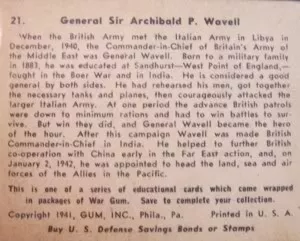 21. General Sir Archibald P. Wavell
When the British Army met the Italian Army in Libya in
December, 1940, the Commander-in-Chief of Britain's Army of
the Middle East was General Wavell. Born to a military family
in 1883, he was educated at Sandhurst—West Point of England,—
fought in the Boer War and in India. He is considered a good
general by both sides. He had rehearsed his men, got together
the necessary tanks and planes, then courageously attacked the
larger Italian Army. At one period the advance British patrols
were down to minimum rations and had to win battles to sur-
vive. But win they did, and General Wavell became the hero
of the hour. After this campaign Wavell was made British
Commander-in-Chief in India. He helped to further British
co-operation with China early in the Far East action, and, on
January 2, 1942, he was appointed to head the land, sea and air
forces of the Allies in the Pacific.
This is one of a series of educational cards which come wrapped
in packages of War Gum. Save to complete your collection.
Copyright 1941, GUM, INC., Phila., Pa. Printed in U. S. A.
Buy U. S. Defense Savings Bonds or Stamps